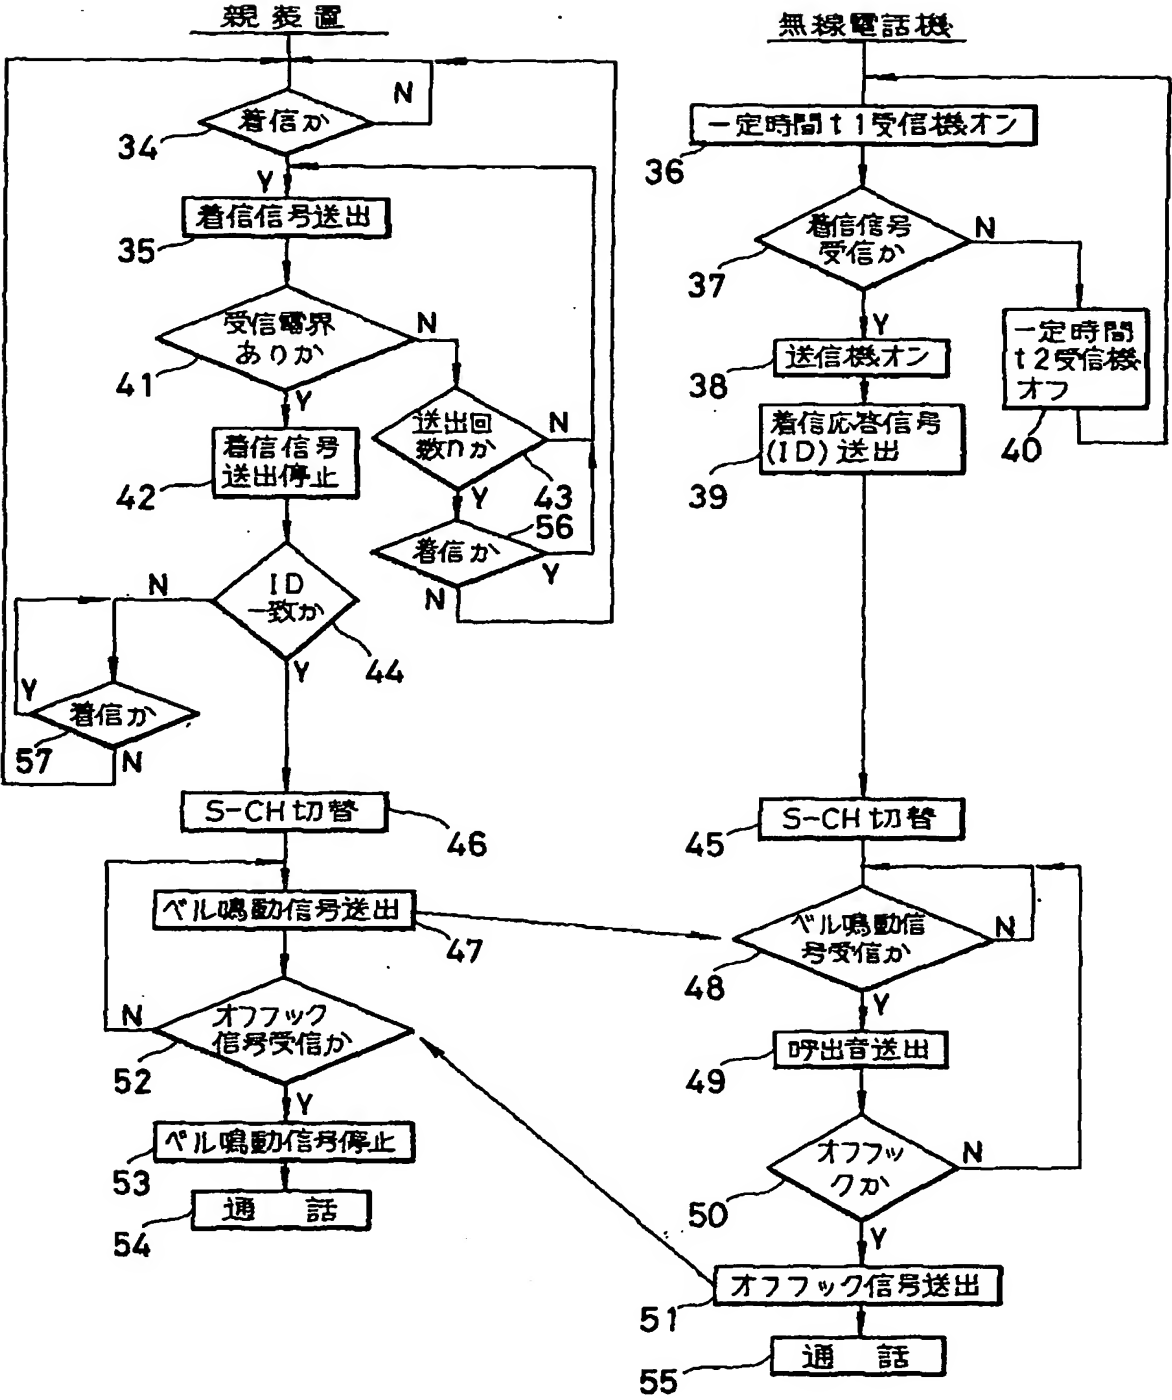 親装置
着信か
N
34
Y
着信信号送出
35
受信電界
ありか
N
41
Y
着信信号
送出停止
42
送出回
数nか
N
43
Y
56
着信か
Y
N
ID
一致か
N
44
Y
Y
着信か
57
N
S-CH切替
46
ベル鳴動信号送出
47
オフフック
信号受信か
N
52
Y
ベル鳴動信号停止
53
通話
54
無線電話機
一定時間t1受信機オン
36
着信信号
受信か
N
37
Y
送信機オン
38
一定時間
t2受信機
オフ
40
着信応答信号
(ID)送出
39
S-CH切替
45
ベル鳴動信
号受信か
N
48
Y
呼出音送出
49
オフフッ
クか
N
50
Y
オフフック信号送出
51
通話
55